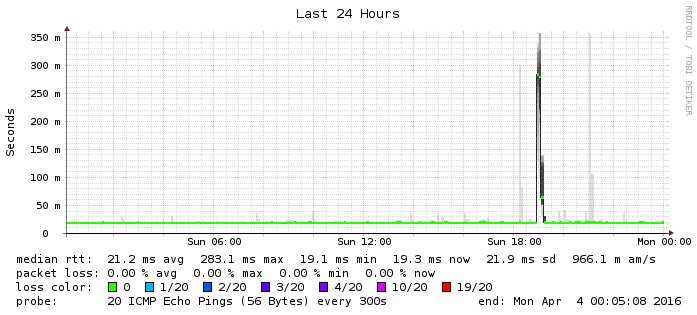 Last 24 Hours
RRDTOOL / TOBI OETIKER
350 m
300 m
250 m
200 m
150 m
100 m
50 m
0
Seconds
Sun 06:00 Sun 12:00 Sun 18:00 Mon 00:00
median rtt: 21.2 ms avg 283.1 ms max 19.1 ms min 19.3 ms now 21.9 ms sd 966.1 m am/s
packet loss: 0.00 % avg 0.00 % max 0.00 % min 0.00 % now
loss color: 0 1/20 2/20 3/20 4/20 10/20 19/20
probe: 20 ICMP Echo Pings (56 Bytes) every 300s end: Mon Apr 4 00:05:08 2016